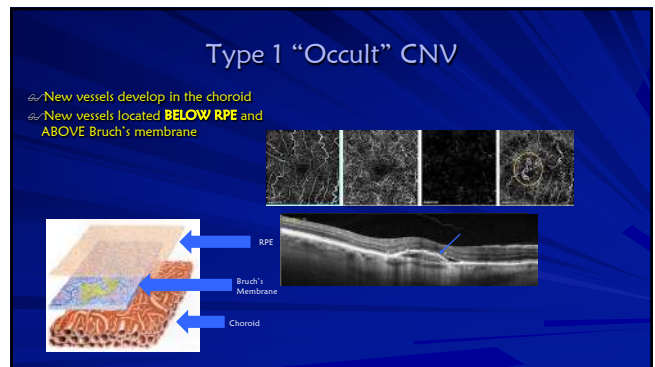 Type 1 “Occult” CNV
New vessels develop in the choroid
New vessels located BELOW RPE and
ABOVE Bruch’s membrane
RPE
Bruch’s
Membrane
Choroid